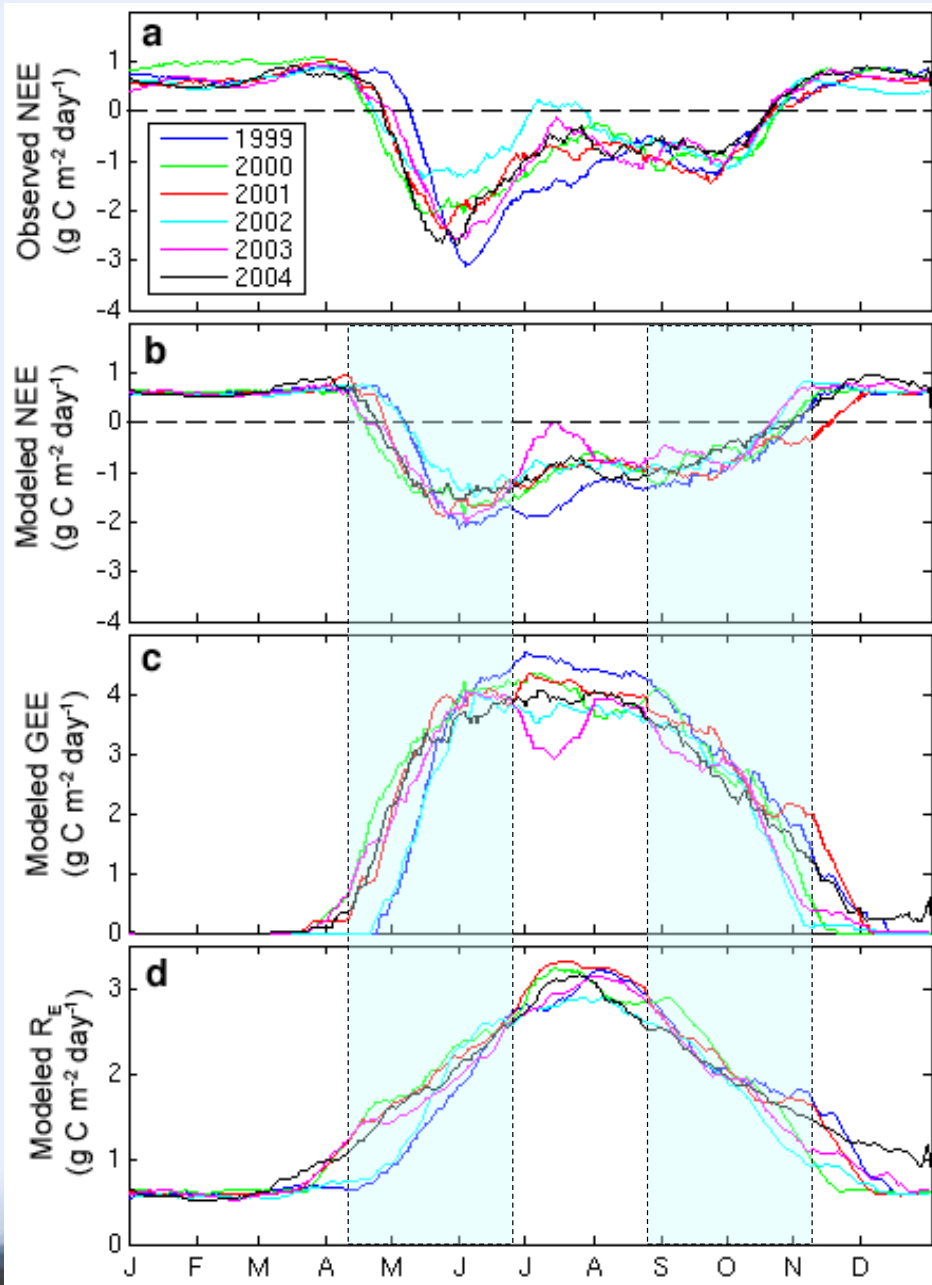 a
1
0
-1
-2
-3
-4
Observed NEE
(g C m⁻² day⁻¹)
1999
2000
2001
2002
2003
2004
b
1
0
-1
-2
-3
-4
Modeled NEE
(g C m⁻² day⁻¹)
c
4
3
2
1
0
Modeled GEE
(g C m⁻² day⁻¹)
d
3
2
1
0
Modeled R_E
(g C m⁻² day⁻¹)
J F M A M J J A S O N D